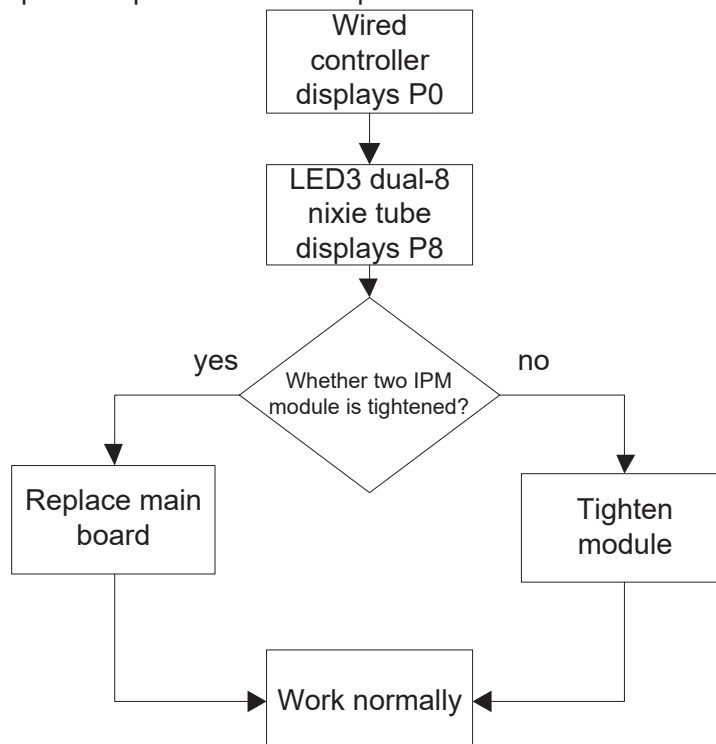 Wired
controller
displays P0
LED3 dual-8
nixie tube
displays P8
yes
no
Whether two IPM
module is tightened?
Replace main
board
Tighten
module
Work normally